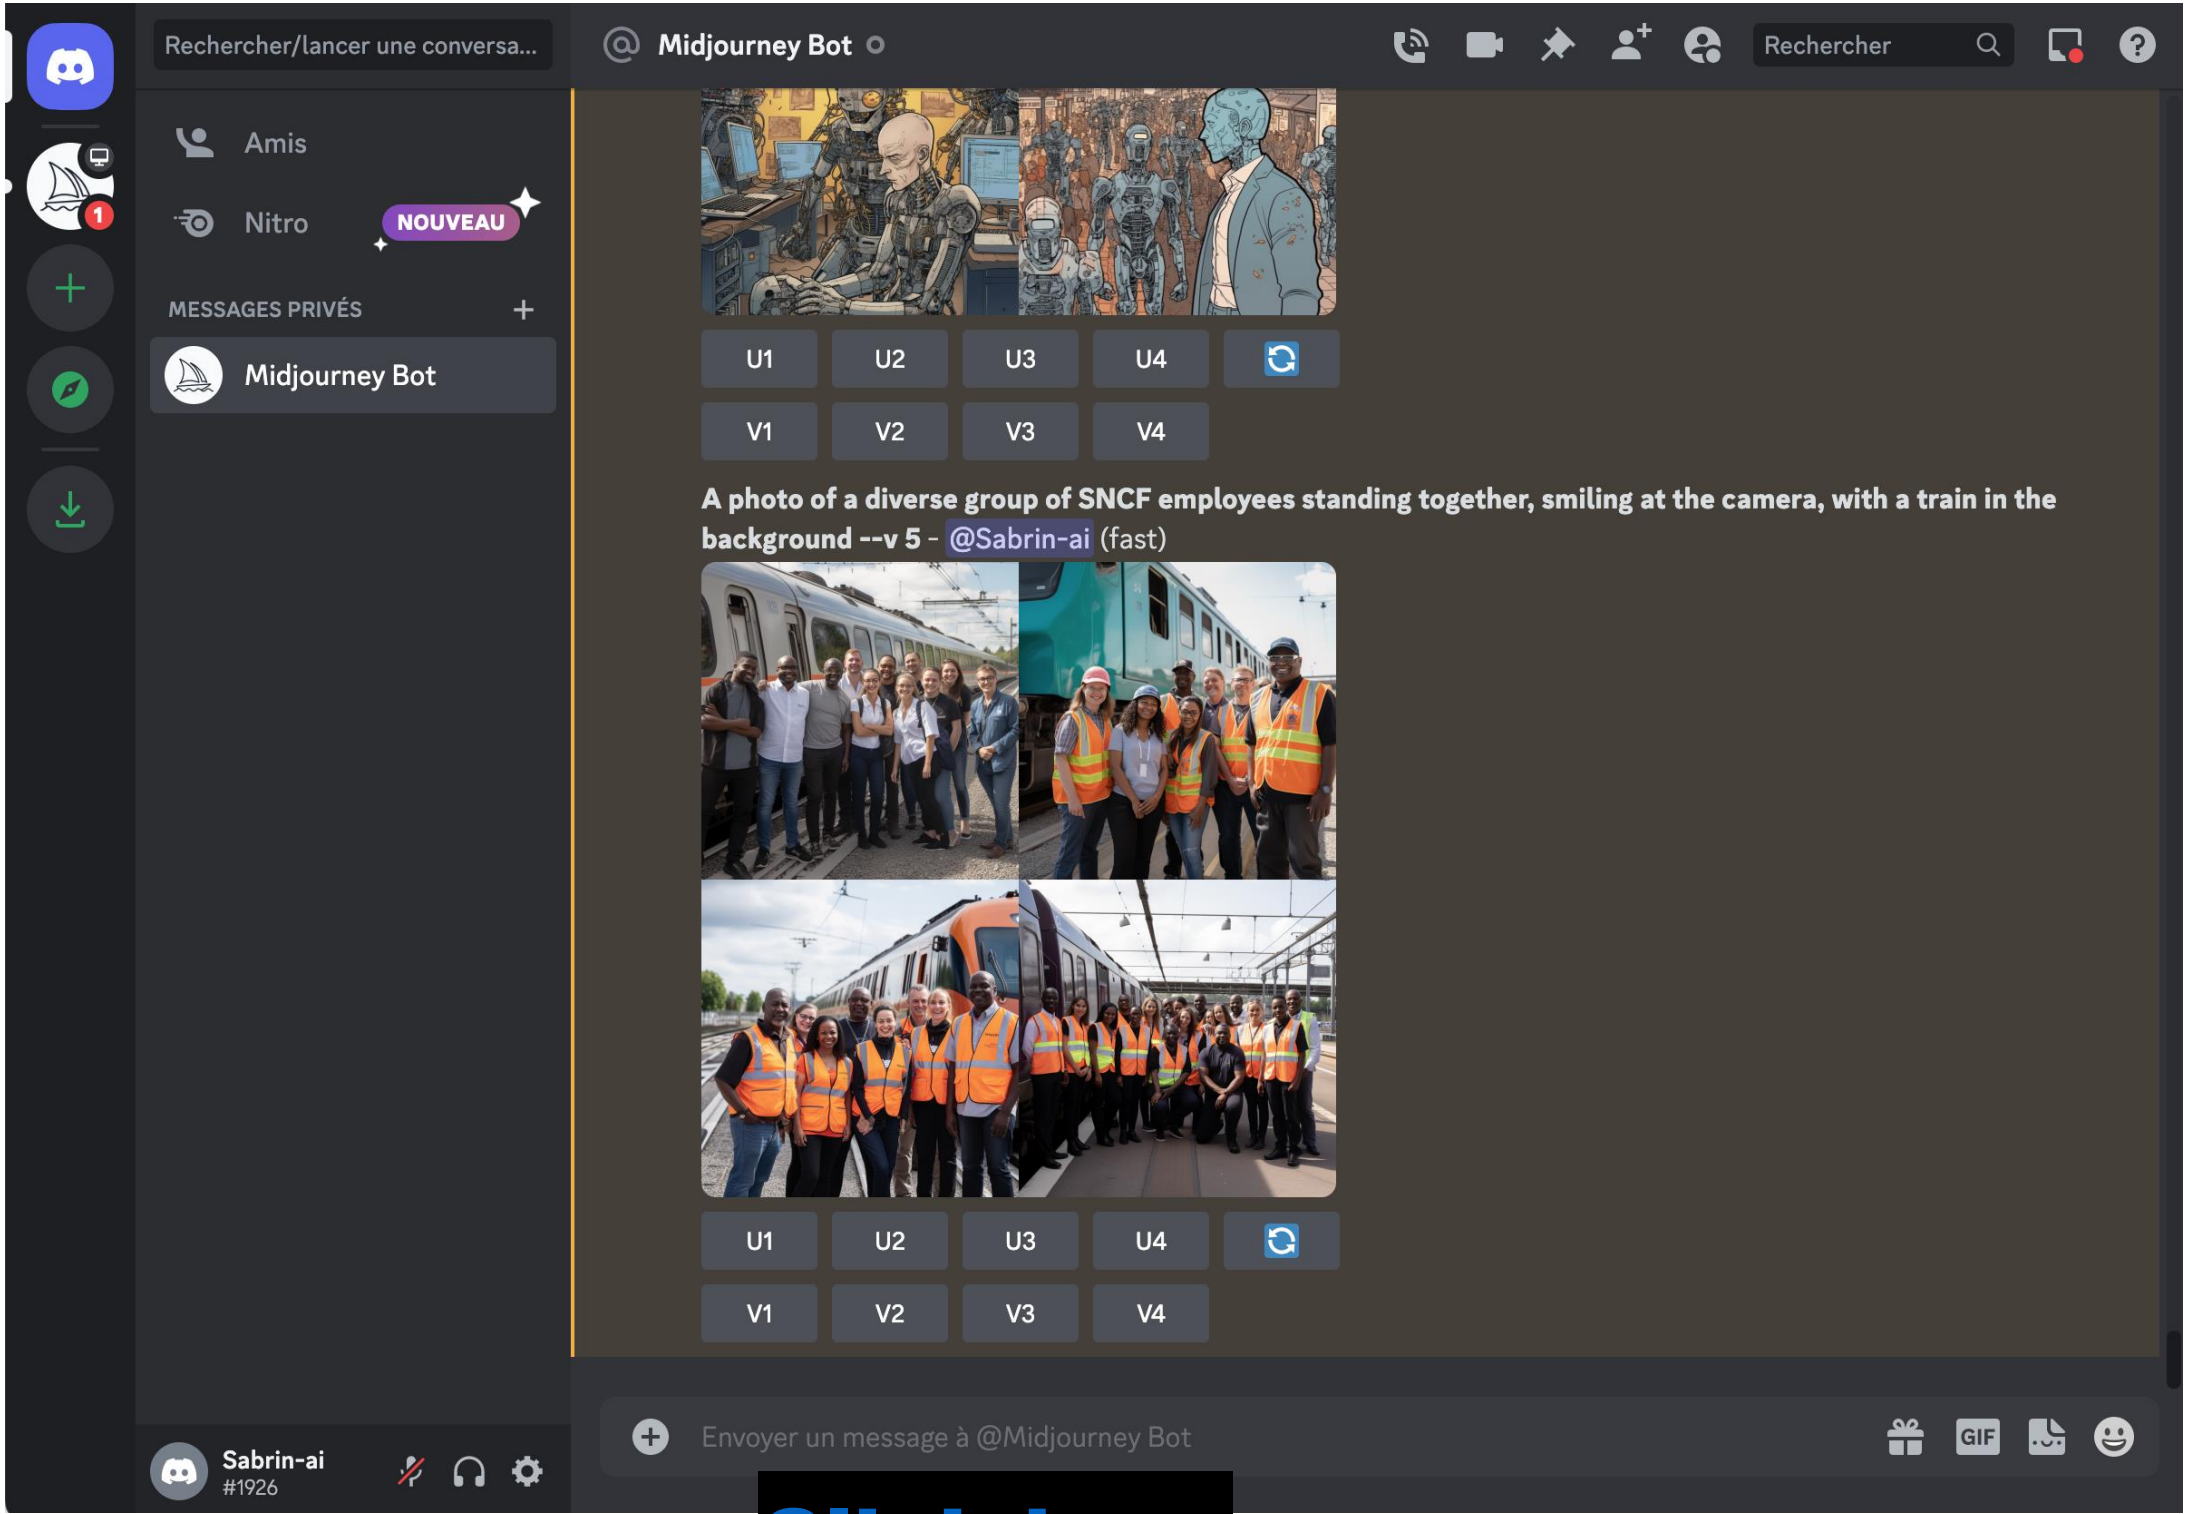 Rechercher/lancer une conversa...
Midjourney Bot
Rechercher
Amis
Nitro
NOUVEAU
1
MESSAGES PRIVÉS
Midjourney Bot
U1 U2 U3 U4
V1 V2 V3 V4
A photo of a diverse group of SNCF employees standing together, smiling at the camera, with a train in the
background --v 5 - @Sabrin-ai (fast)
U1 U2 U3 U4
V1 V2 V3 V4
Envoyer un message à @Midjourney Bot
GIF
Sabrin-ai
#1926